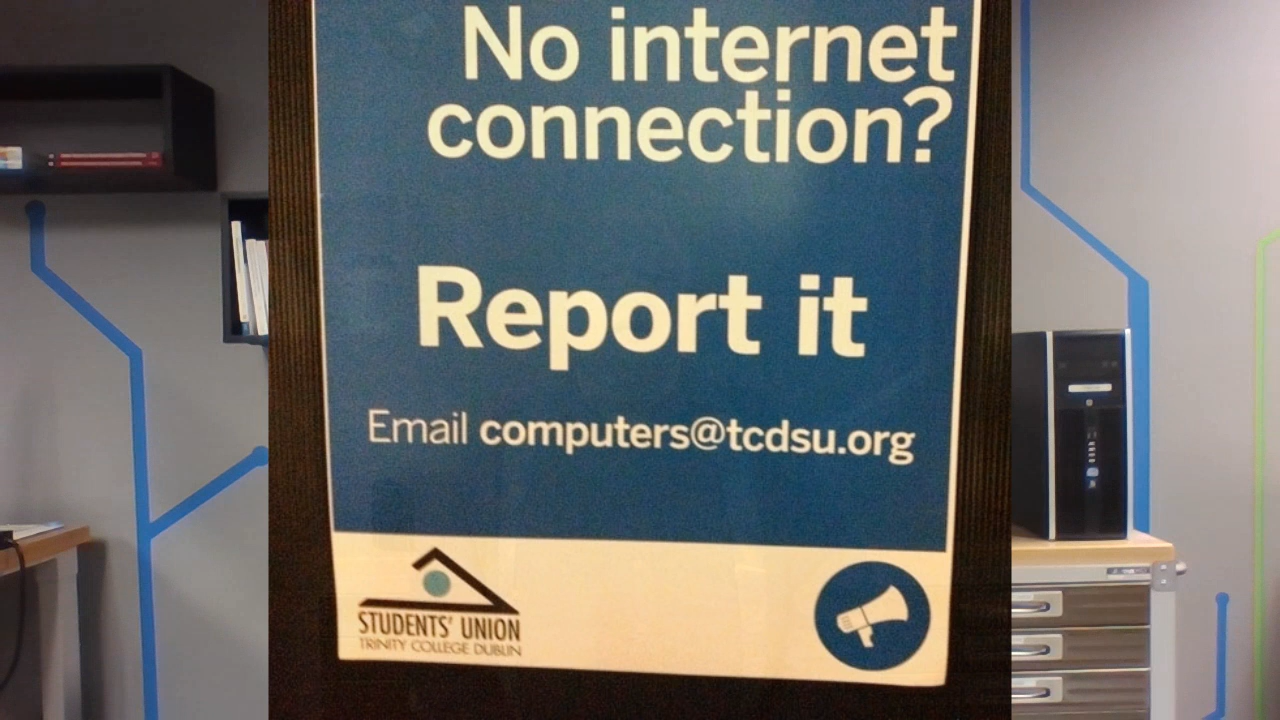 No internet
connection?
Report it
Email computers@tcdsu.org
STUDENTS' UNION
TRINITY COLLEGE DUBLIN